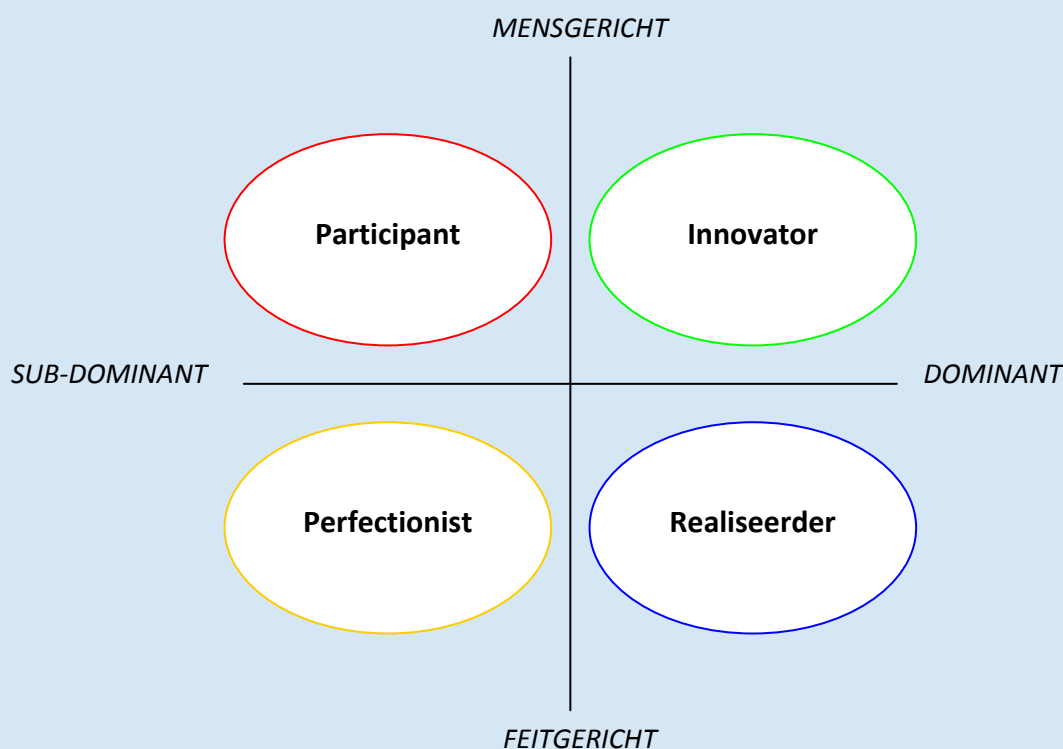 MENSGERICHT
Participant
Innovator
SUB-DOMINANT
DOMINANT
Perfectionist
Realiseerder
FEITGERICHT